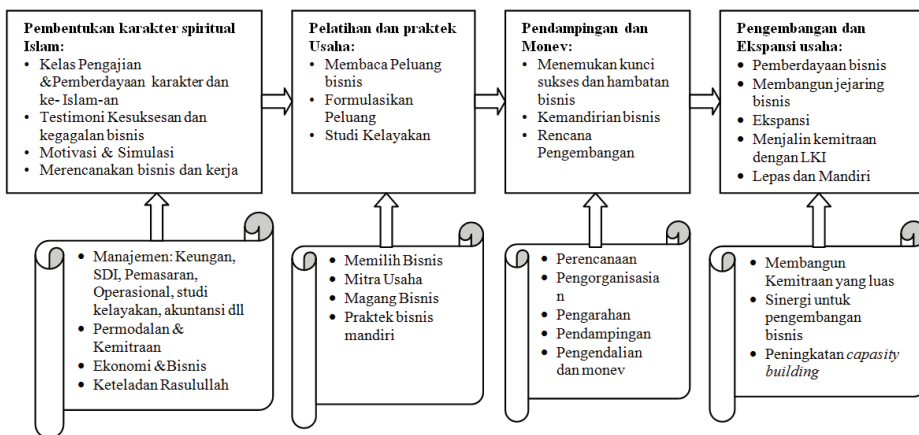 Pembentukan karakter spiritual
Islam:
• Kelas Pengajian
&Pemberdayaan karakter dan
ke- Islam-an
• Testimoni Kesuksesan dan
kegagalan bisnis
• Motivasi & Simulasi
• Merencanakan bisnis dan kerja
Pelatihan dan praktek
Usaha:
• Membaca Peluang
bisnis
• Formulasikan
Peluang
• Studi Kelayakan
Pendampingan dan
Monev:
• Menemukan kunci
sukses dan hambatan
bisnis
• Kemandirian bisnis
• Rencana
Pengembangan
Pengembangan dan
Ekspansi usaha:
• Pemberdayaan bisnis
• Membangun jejaring
bisnis
• Ekspansi
• Menjalin kemitraan
dengan LKI
• Lepas dan Mandiri
• Manajemen: Keungan,
SDI, Pemasaran,
Operasional, studi
kelayakan, akuntansi dll
• Permodalan &
Kemitraan
• Ekonomi &Bisnis
• Keteladan Rasulullah
• Memilih Bisnis
• Mitra Usaha
• Magang Bisnis
• Praktek bisnis
mandiri
• Perencanaan
• Pengorganisasia
n
• Pengarahan
• Pendampingan
• Pengendalian
dan monev
• Membangun
Kemitraan yang luas
• Sinergi untuk
pengembangan
bisnis
• Peningkatan capasity
building